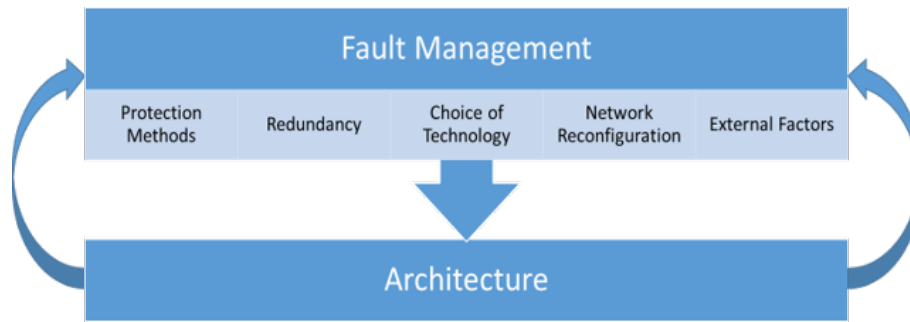 Fault Management
Protection
Methods
Redundancy
Choice of
Technology
Network
Reconfiguration
External Factors
Architecture